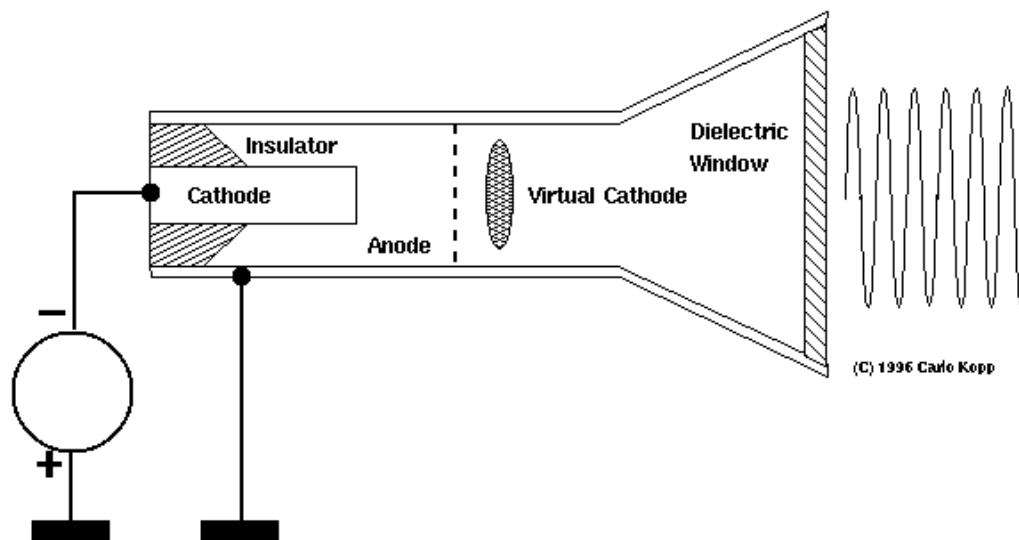 Insulator
Cathode
Anode
Virtual Cathode
Dielectric
Window
−
+
(C) 1996 Carlo Kopp